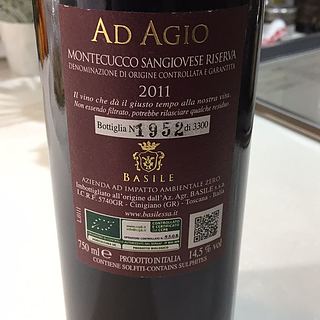 AD AGIO
MONTECUCCO SANGIOVESE RISERVA
DENOMINAZIONE DI ORIGINE CONTROLLATA E GARANTITA
2011
Il vino che dà il giusto tempo alla nostra vita.
Non essendo filtrato, potrebbe rilasciare qualche residuo
Bottiglia N° 1952 di 3300
BASILE
AZIENDA AD IMPATTO AMBIENTALE ZERO
Imbottigliato all'origine dall'Az. Agr. BASILE s.s.a
I.C.R.F. 5740GR - Cinigiano (GR) - Toscana - Italia
www.basilessa.it
750 ml e
PRODOTTO IN ITALIA
14,5 % vol
CONTIENE SOLFITI-CONTAINS SULPHITES